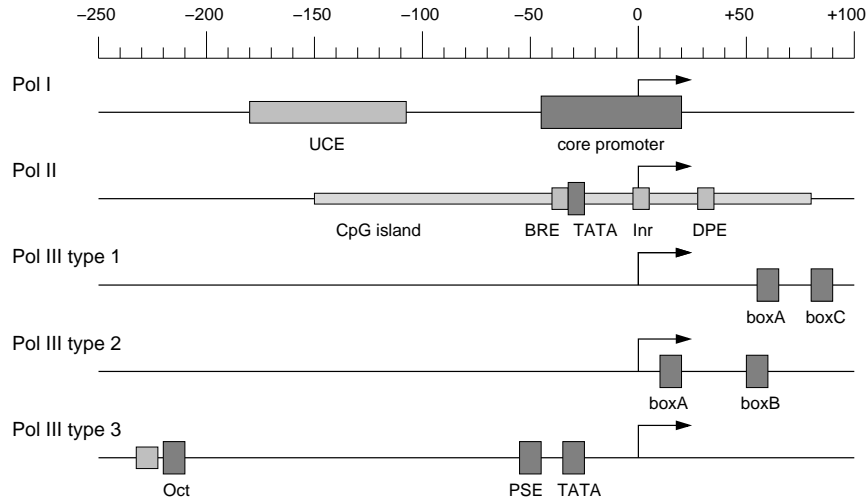 −250 −200 −150 −100 −50 0 +50 +100
Pol I
UCE core promoter
Pol II
CpG island BRE TATA Inr DPE
Pol III type 1
boxA boxC
Pol III type 2
boxA boxB
Pol III type 3
Oct PSE TATA